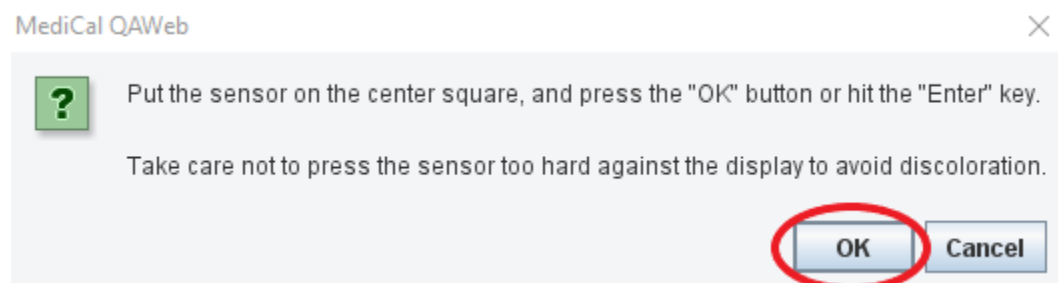 MediCal QAWeb
Put the sensor on the center square, and press the "OK" button or hit the "Enter" key.
Take care not to press the sensor too hard against the display to avoid discoloration.
OK Cancel